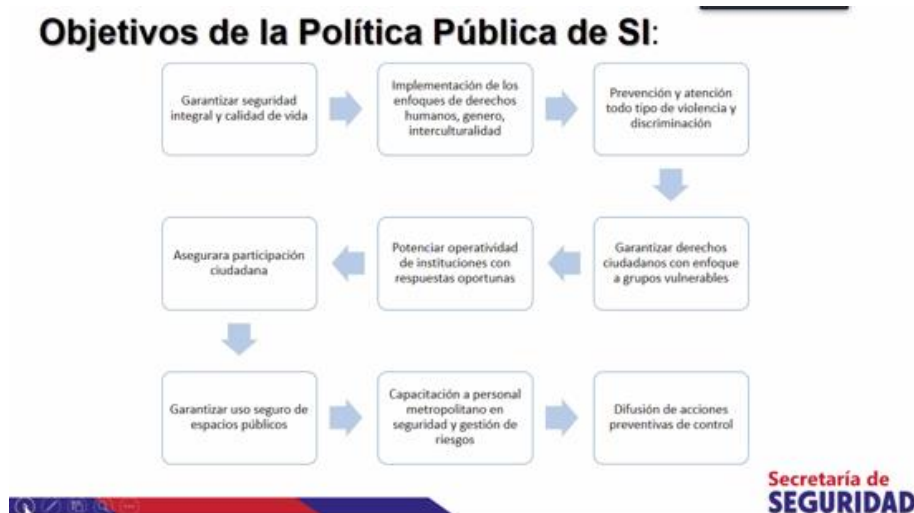 Objetivos de la Política Pública de SI:
Garantizar seguridad
integral y calidad de vida
Implementación de los
enfoques de derechos
humanos, genero,
interculturalidad
Prevención y atención
todo tipo de violencia y
discriminación
Garantizar derechos
ciudadanos con enfoque
a grupos vulnerables
Potenciar operatividad
de instituciones con
respuestas oportunas
Asegurara participación
ciudadana
Garantizar uso seguro de
espacios públicos
Capacitación a personal
metropolitano en
seguridad y gestión de
riesgos
Difusión de acciones
preventivas de control
Secretaría de
SEGURIDAD